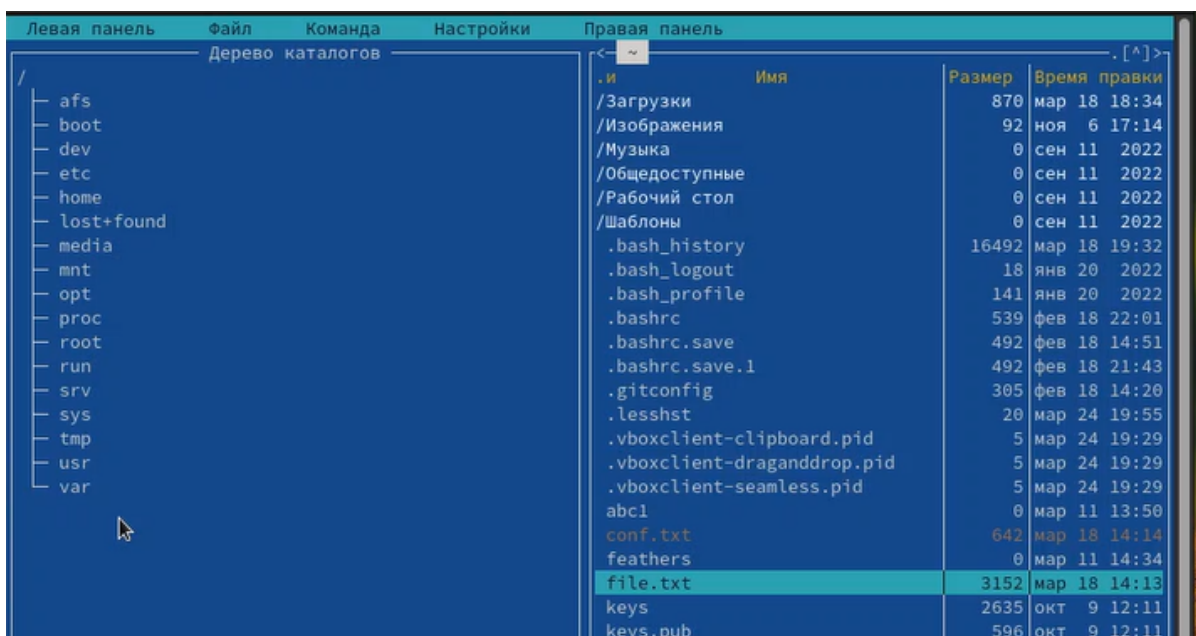 Левая панель Файл Команда Настройки Правая панель
Дерево каталогов
/
afs
boot
dev
etc
home
lost+found
media
mnt
opt
proc
root
run
srv
sys
tmp
usr
var
<- ~ .[^]>
.и Имя Размер Время правки
/Загрузки 870 мар 18 18:34
/Изображения 92 ноя 6 17:14
/Музыка 0 сен 11 2022
/Общедоступные 0 сен 11 2022
/Рабочий стол 0 сен 11 2022
/Шаблоны 0 сен 11 2022
.bash_history 16492 мар 18 19:32
.bash_logout 18 янв 20 2022
.bash_profile 141 янв 20 2022
.bashrc 539 фев 18 22:01
.bashrc.save 492 фев 18 14:51
.bashrc.save.1 492 фев 18 21:43
.gitconfig 305 фев 18 14:20
.lesshst 20 мар 24 19:55
.vboxclient-clipboard.pid 5 мар 24 19:29
.vboxclient-draganddrop.pid 5 мар 24 19:29
.vboxclient-seamless.pid 5 мар 24 19:29
abc1 0 мар 11 13:50
conf.txt 642 мар 18 14:14
feathers 0 мар 11 14:34
file.txt 3152 мар 18 14:13
keys 2635 окт 9 12:11
keys.pub 596 окт 9 12:11